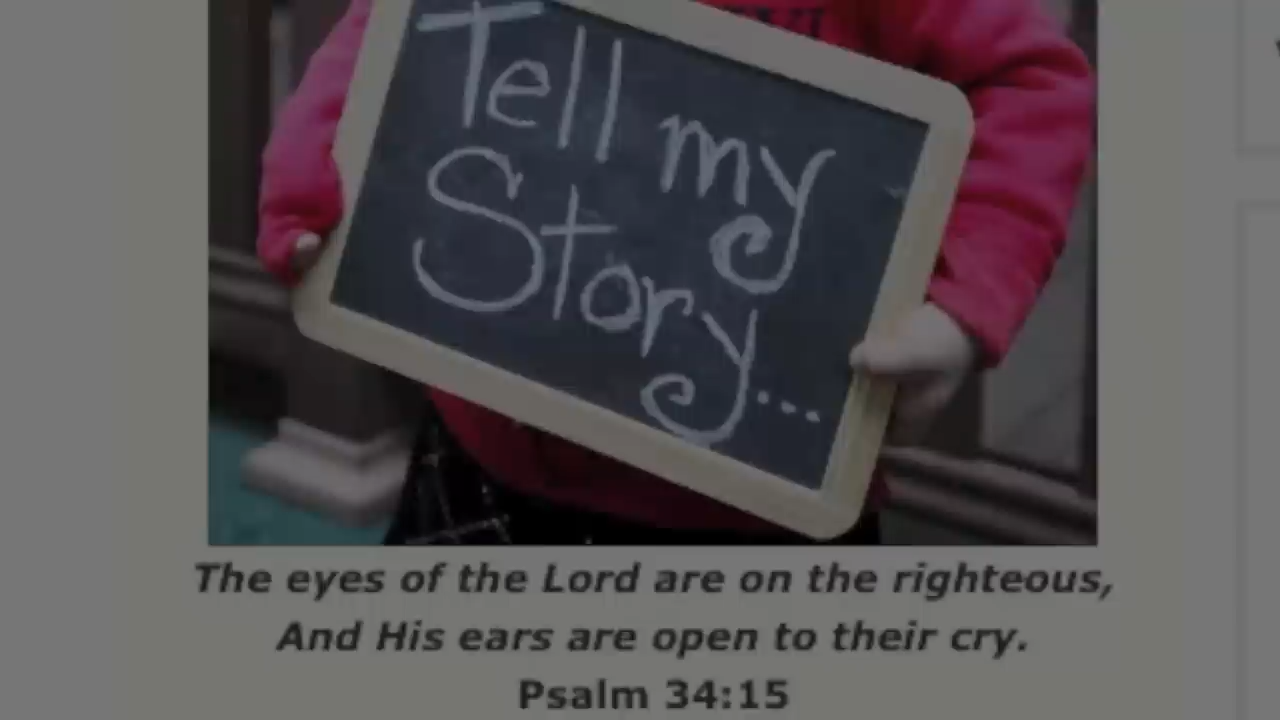 Tell my
Story...
The eyes of the Lord are on the righteous,
And His ears are open to their cry.
Psalm 34:15